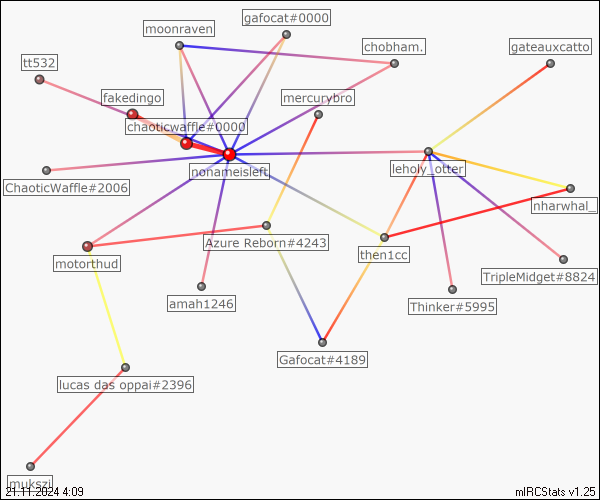 gafocat#0000
moonraven
chobham.
gateauxcatto
tt532
fakedingo
mercurybro
chaoticwaffle#0000
nonameisleft
leholy_otter
ChaoticWaffle#2006
nharwhal_
Azure Reborn#4243
then1cc
motorthud
TripleMidget#8824
amah1246
Thinker#5995
Gafocat#4189
lucas das oppai#2396
mukszi
21.11.2024 4:09
mIRCStats v1.25